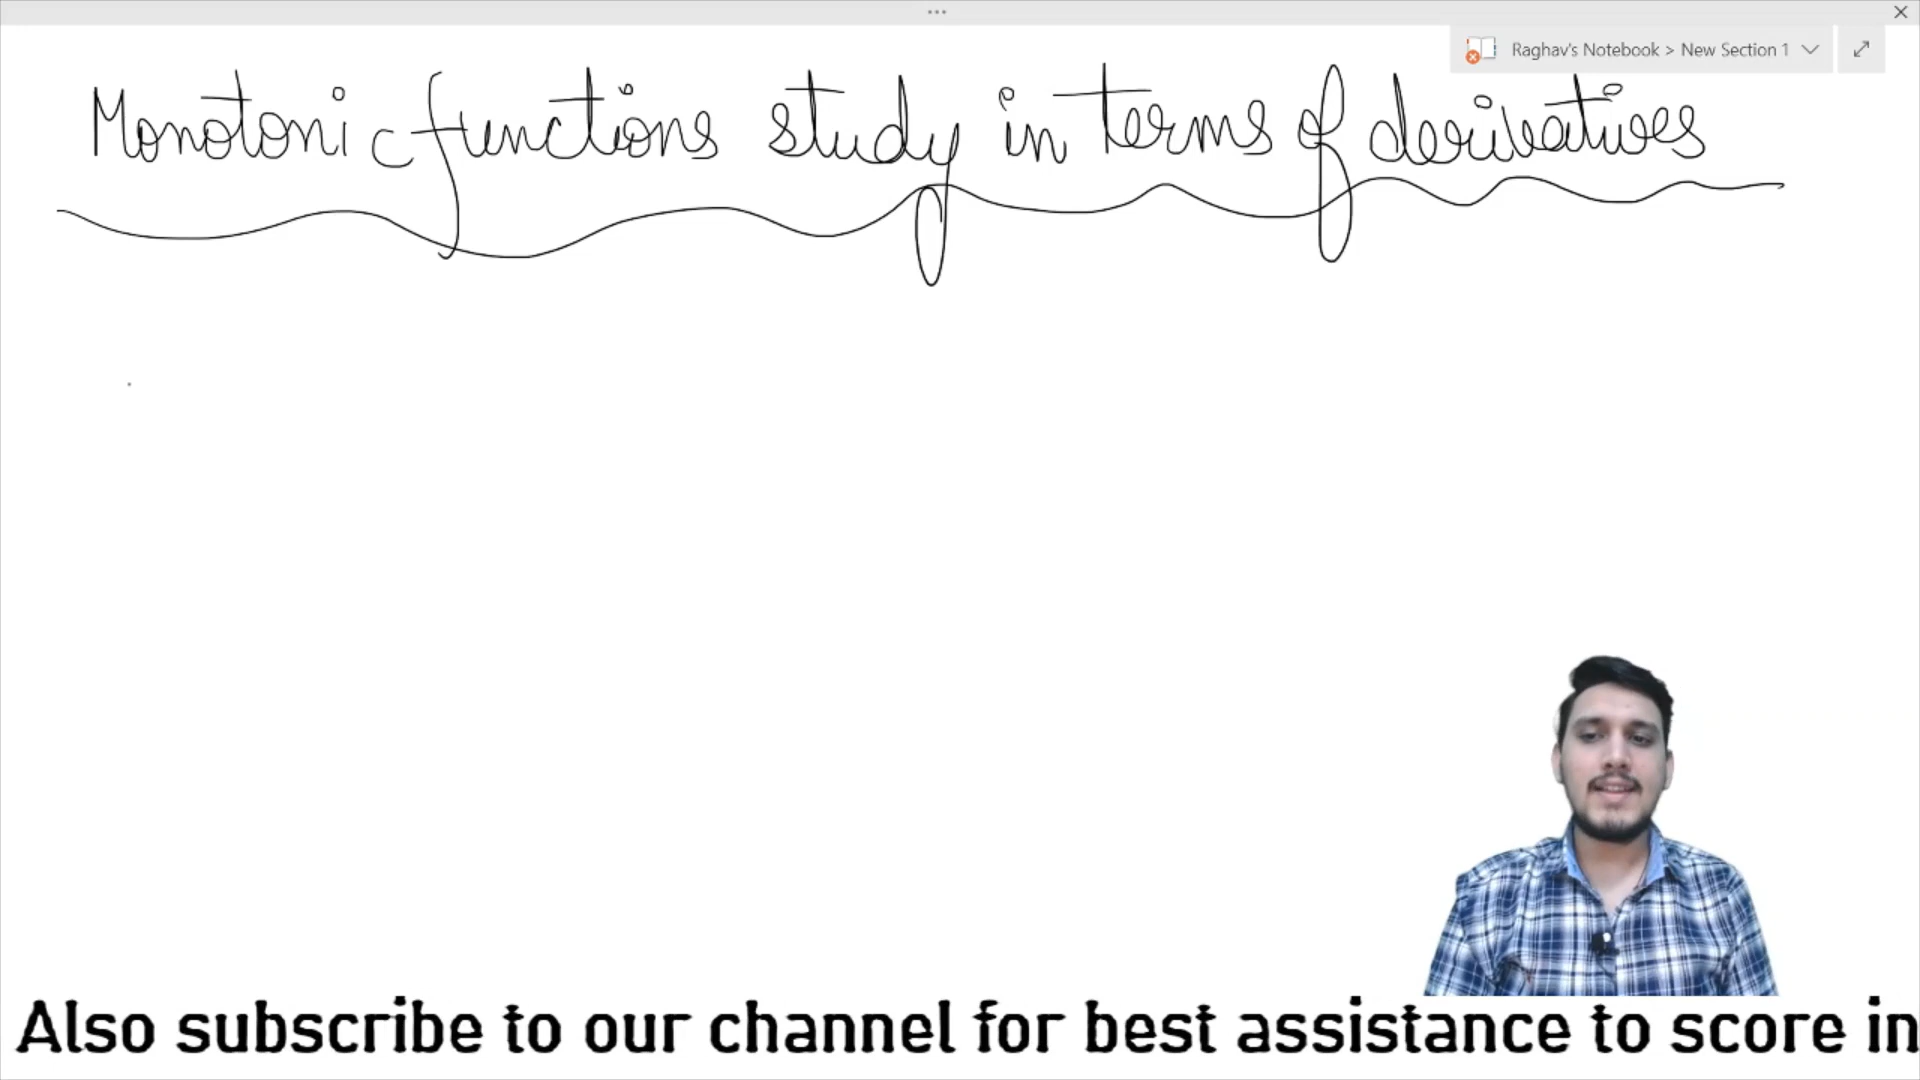 Raghav's Notebook > New Section 1
Monotonic functions study in terms of derivatives
Also subscribe to our channel for best assistance to score in